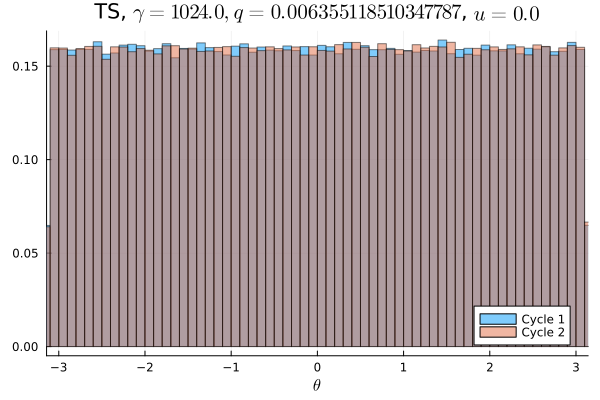 TS, γ = 1024.0, q = 0.006355118510347787, u = 0.0
0.15
0.10
0.05
0.00
Cycle 1
Cycle 2
−3 −2 −1 0 1 2 3
θ